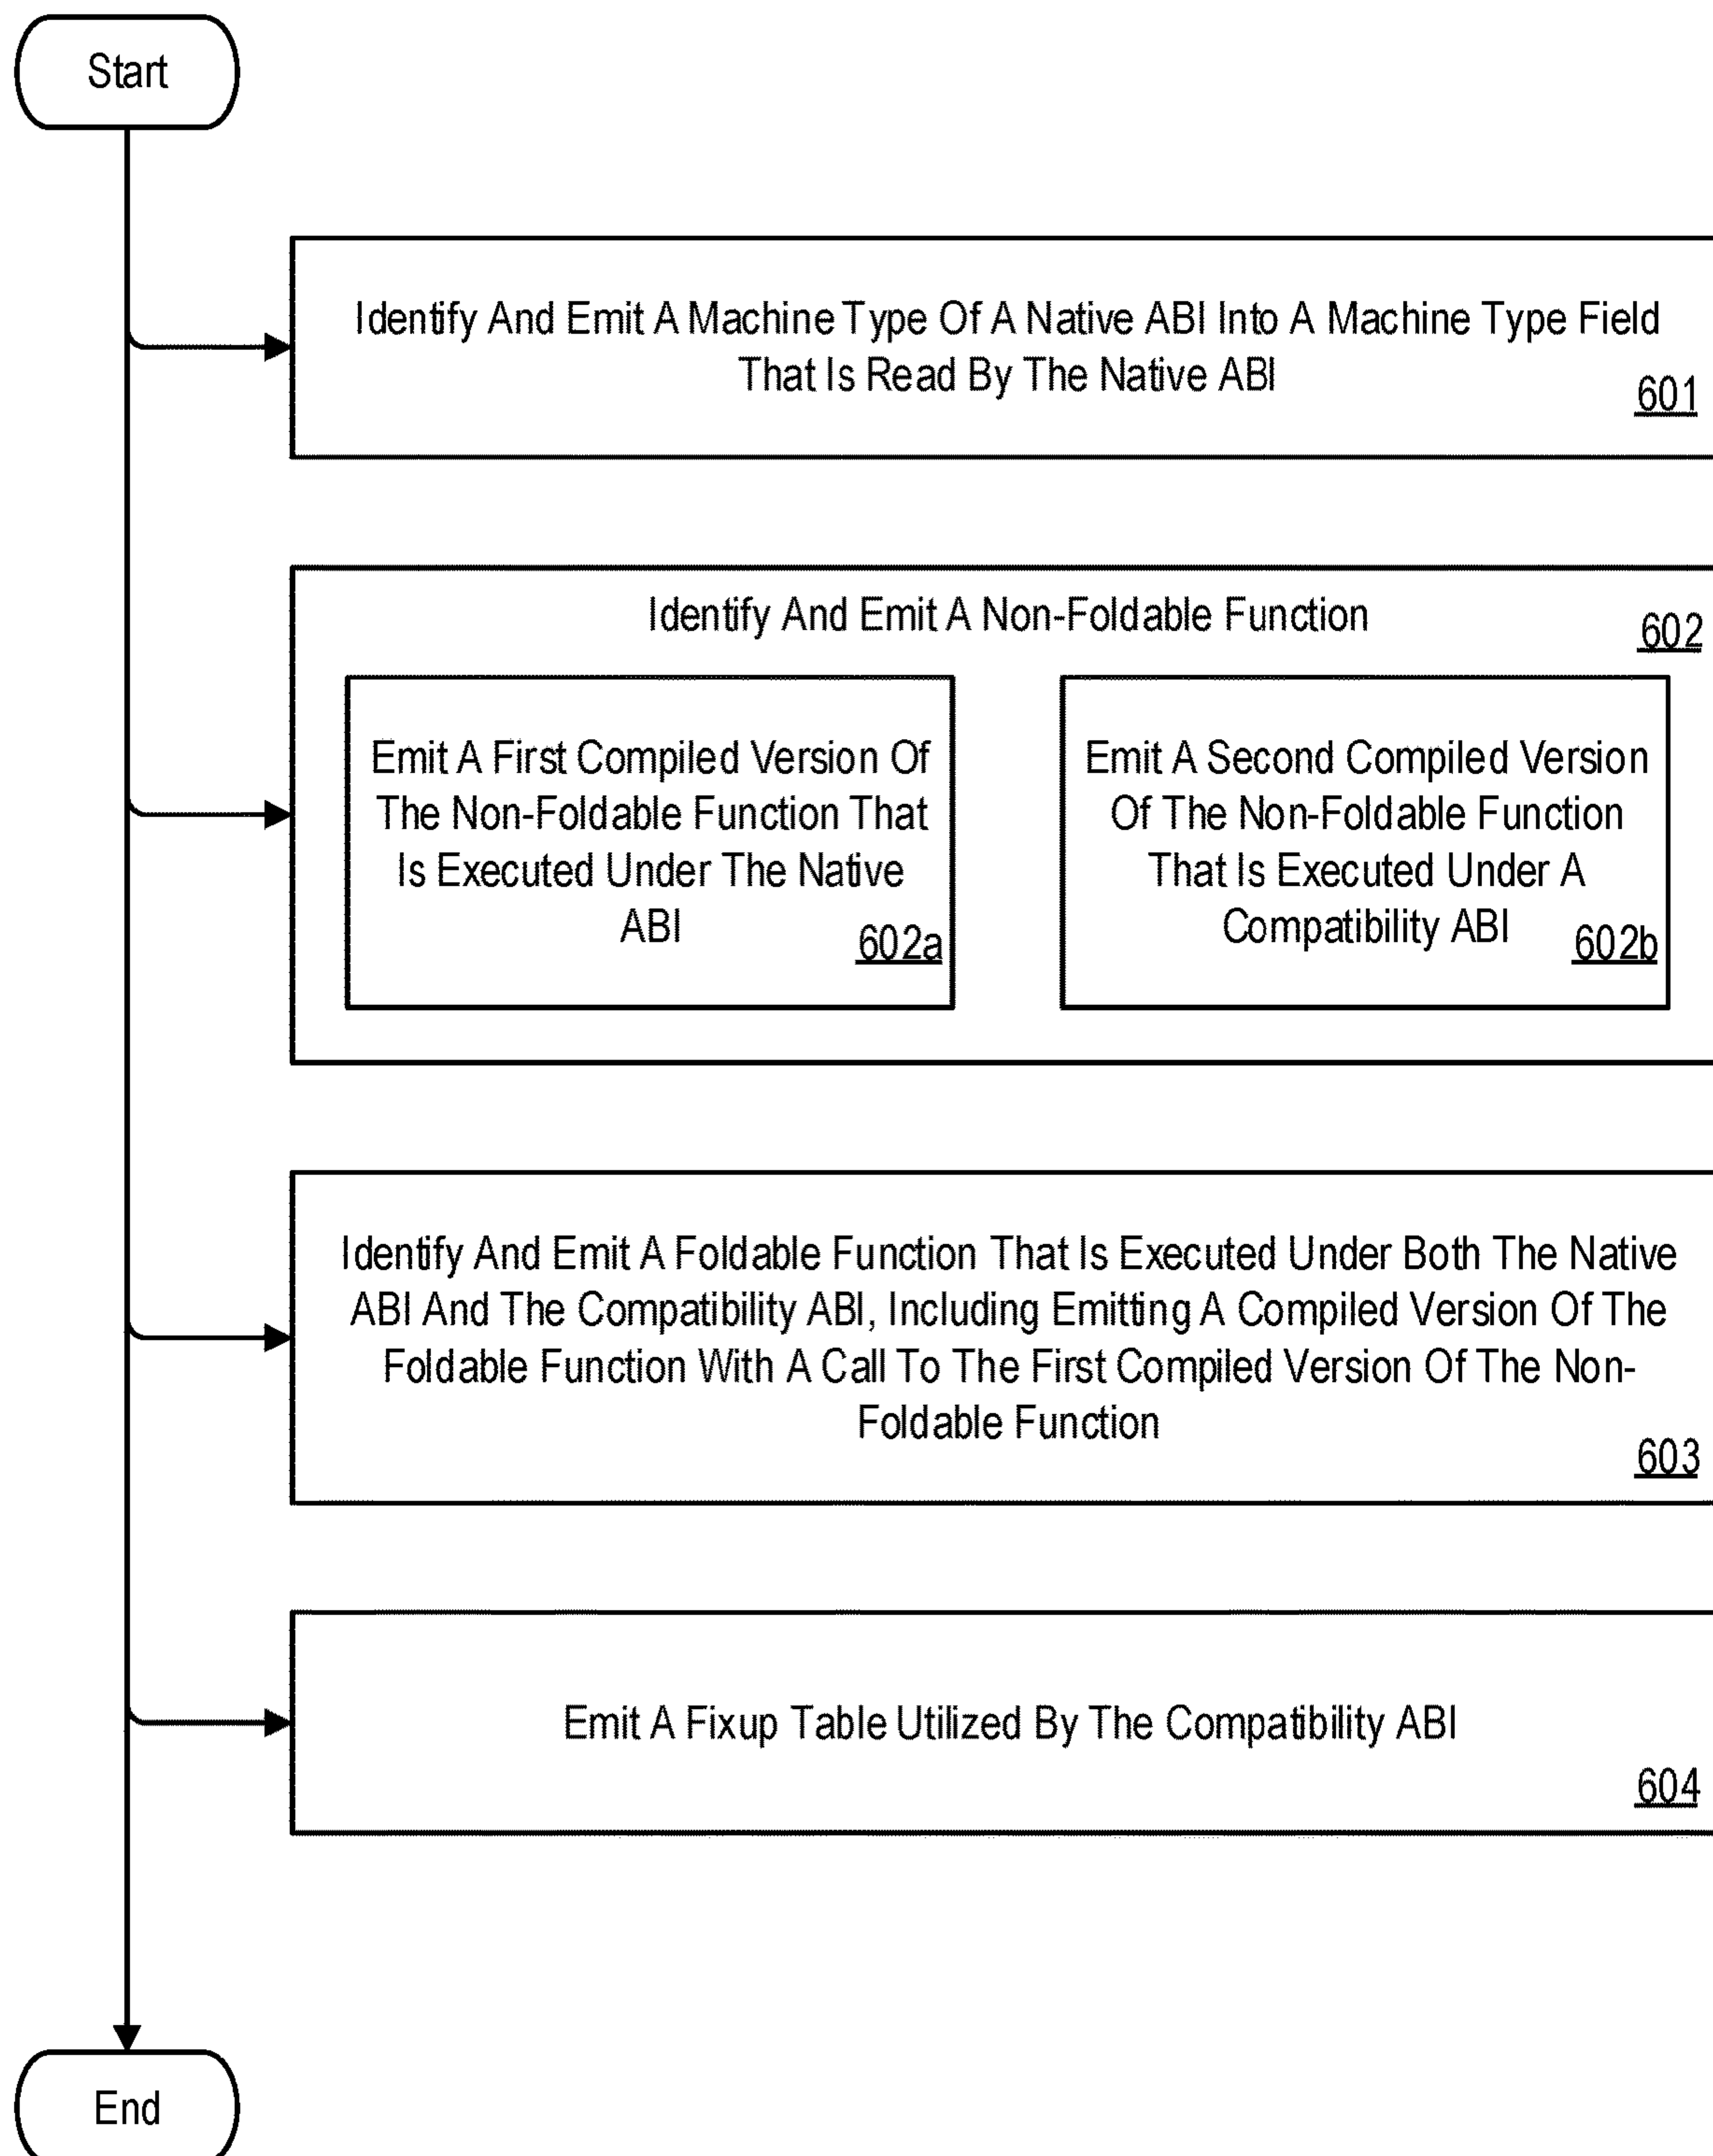 Start
Identify And Emit A Machine Type Of A Native ABI Into A Machine Type Field
That Is Read By The Native ABI
601
Identify And Emit A Non-Foldable Function
602
Emit A First Compiled Version Of
The Non-Foldable Function That
Is Executed Under The Native
ABI
602a
Emit A Second Compiled Version
Of The Non-Foldable Function
That Is Executed Under A
Compatibility ABI
602b
Identify And Emit A Foldable Function That Is Executed Under Both The Native
ABI And The Compatibility ABI, Including Emitting A Compiled Version Of The
Foldable Function With A Call To The First Compiled Version Of The Non-
Foldable Function
603
Emit A Fixup Table Utilized By The Compatibility ABI
604
End